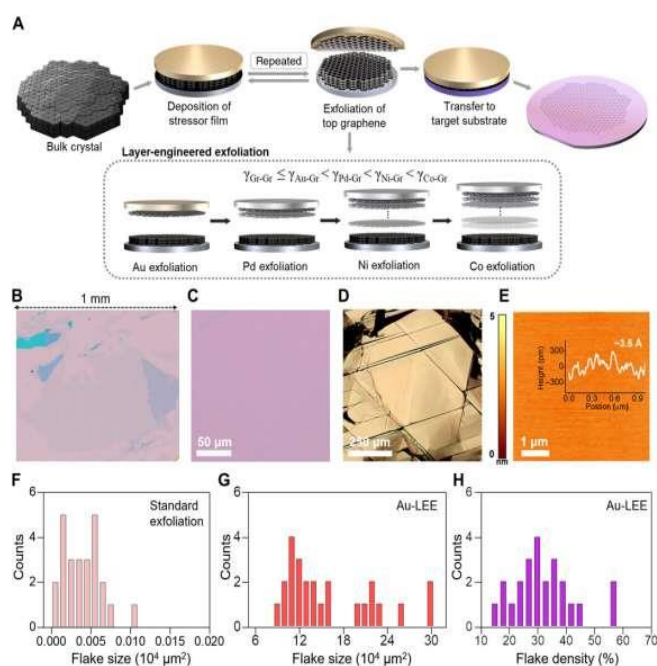 A
Repeated
Bulk crystal
Deposition of
stressor film
Exfoliation of
top graphene
Transfer to
target substrate
Layer-engineered exfoliation
γGr-Gr ≤ γAu-Gr < γPd-Gr < γNi-Gr < γCo-Gr
Au exfoliation
Pd exfoliation
Ni exfoliation
Co exfoliation
B
1 mm
C
50 μm
D
250 μm
5
0
nm
E
~3.6 Å
Height (pm)
300
0
−300
0.0 0.3 0.6 0.9
Position (μm)
1 μm
F
Standard
exfoliation
Counts
6
4
2
0
0.000 0.005 0.010 0.015 0.020
Flake size (10⁴ μm²)
G
Au-LEE
Counts
6
4
2
0
6 12 18 24 30
Flake size (10⁴ μm²)
H
Au-LEE
Counts
6
4
2
0
10 20 30 40 50 60
Flake density (%)